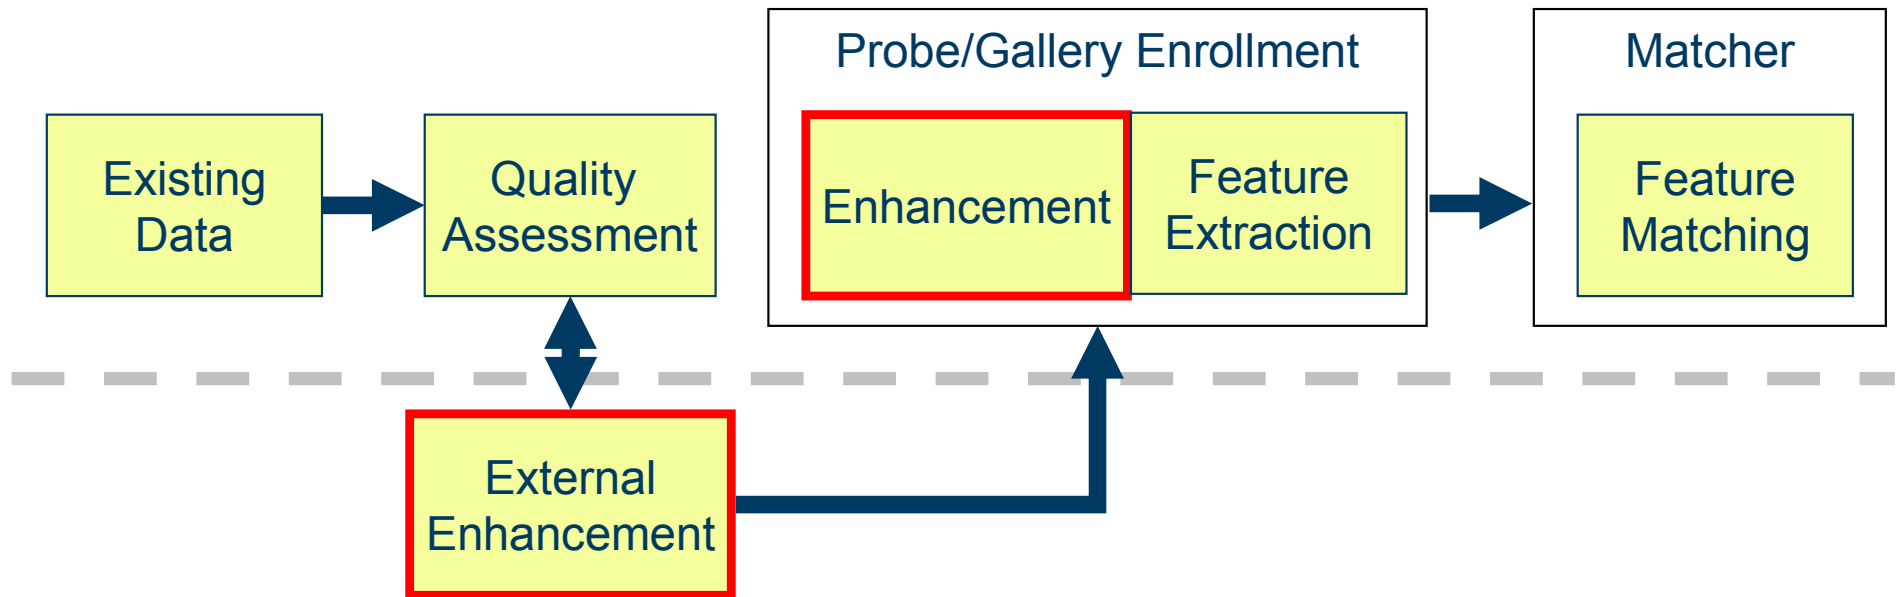 Probe/Gallery Enrollment
Matcher
Existing
Data
Quality
Assessment
Enhancement
Feature
Extraction
Feature
Matching
External
Enhancement